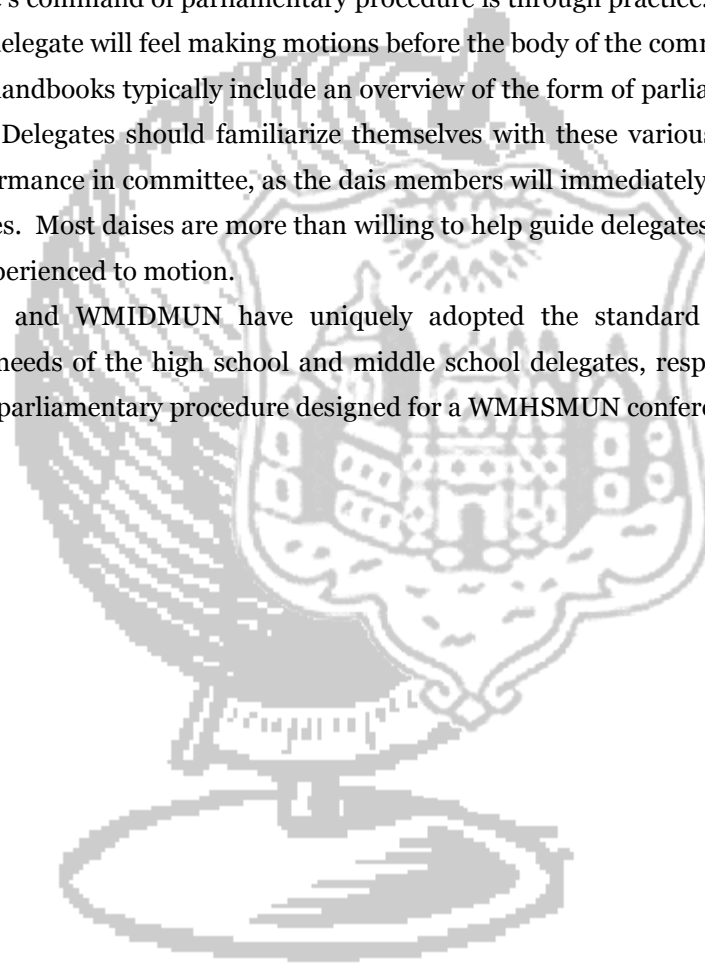 's command of parliamentary procedure is through practice.
delegate will feel making motions before the body of the comm
andbooks typically include an overview of the form of parlia
Delegates should familiarize themselves with these various
rmance in committee, as the dais members will immediately
es. Most daises are more than willing to help guide delegates
perienced to motion.
and WMIDMUN have uniquely adopted the standard
needs of the high school and middle school delegates, resp
parliamentary procedure designed for a WMHSMUN confere